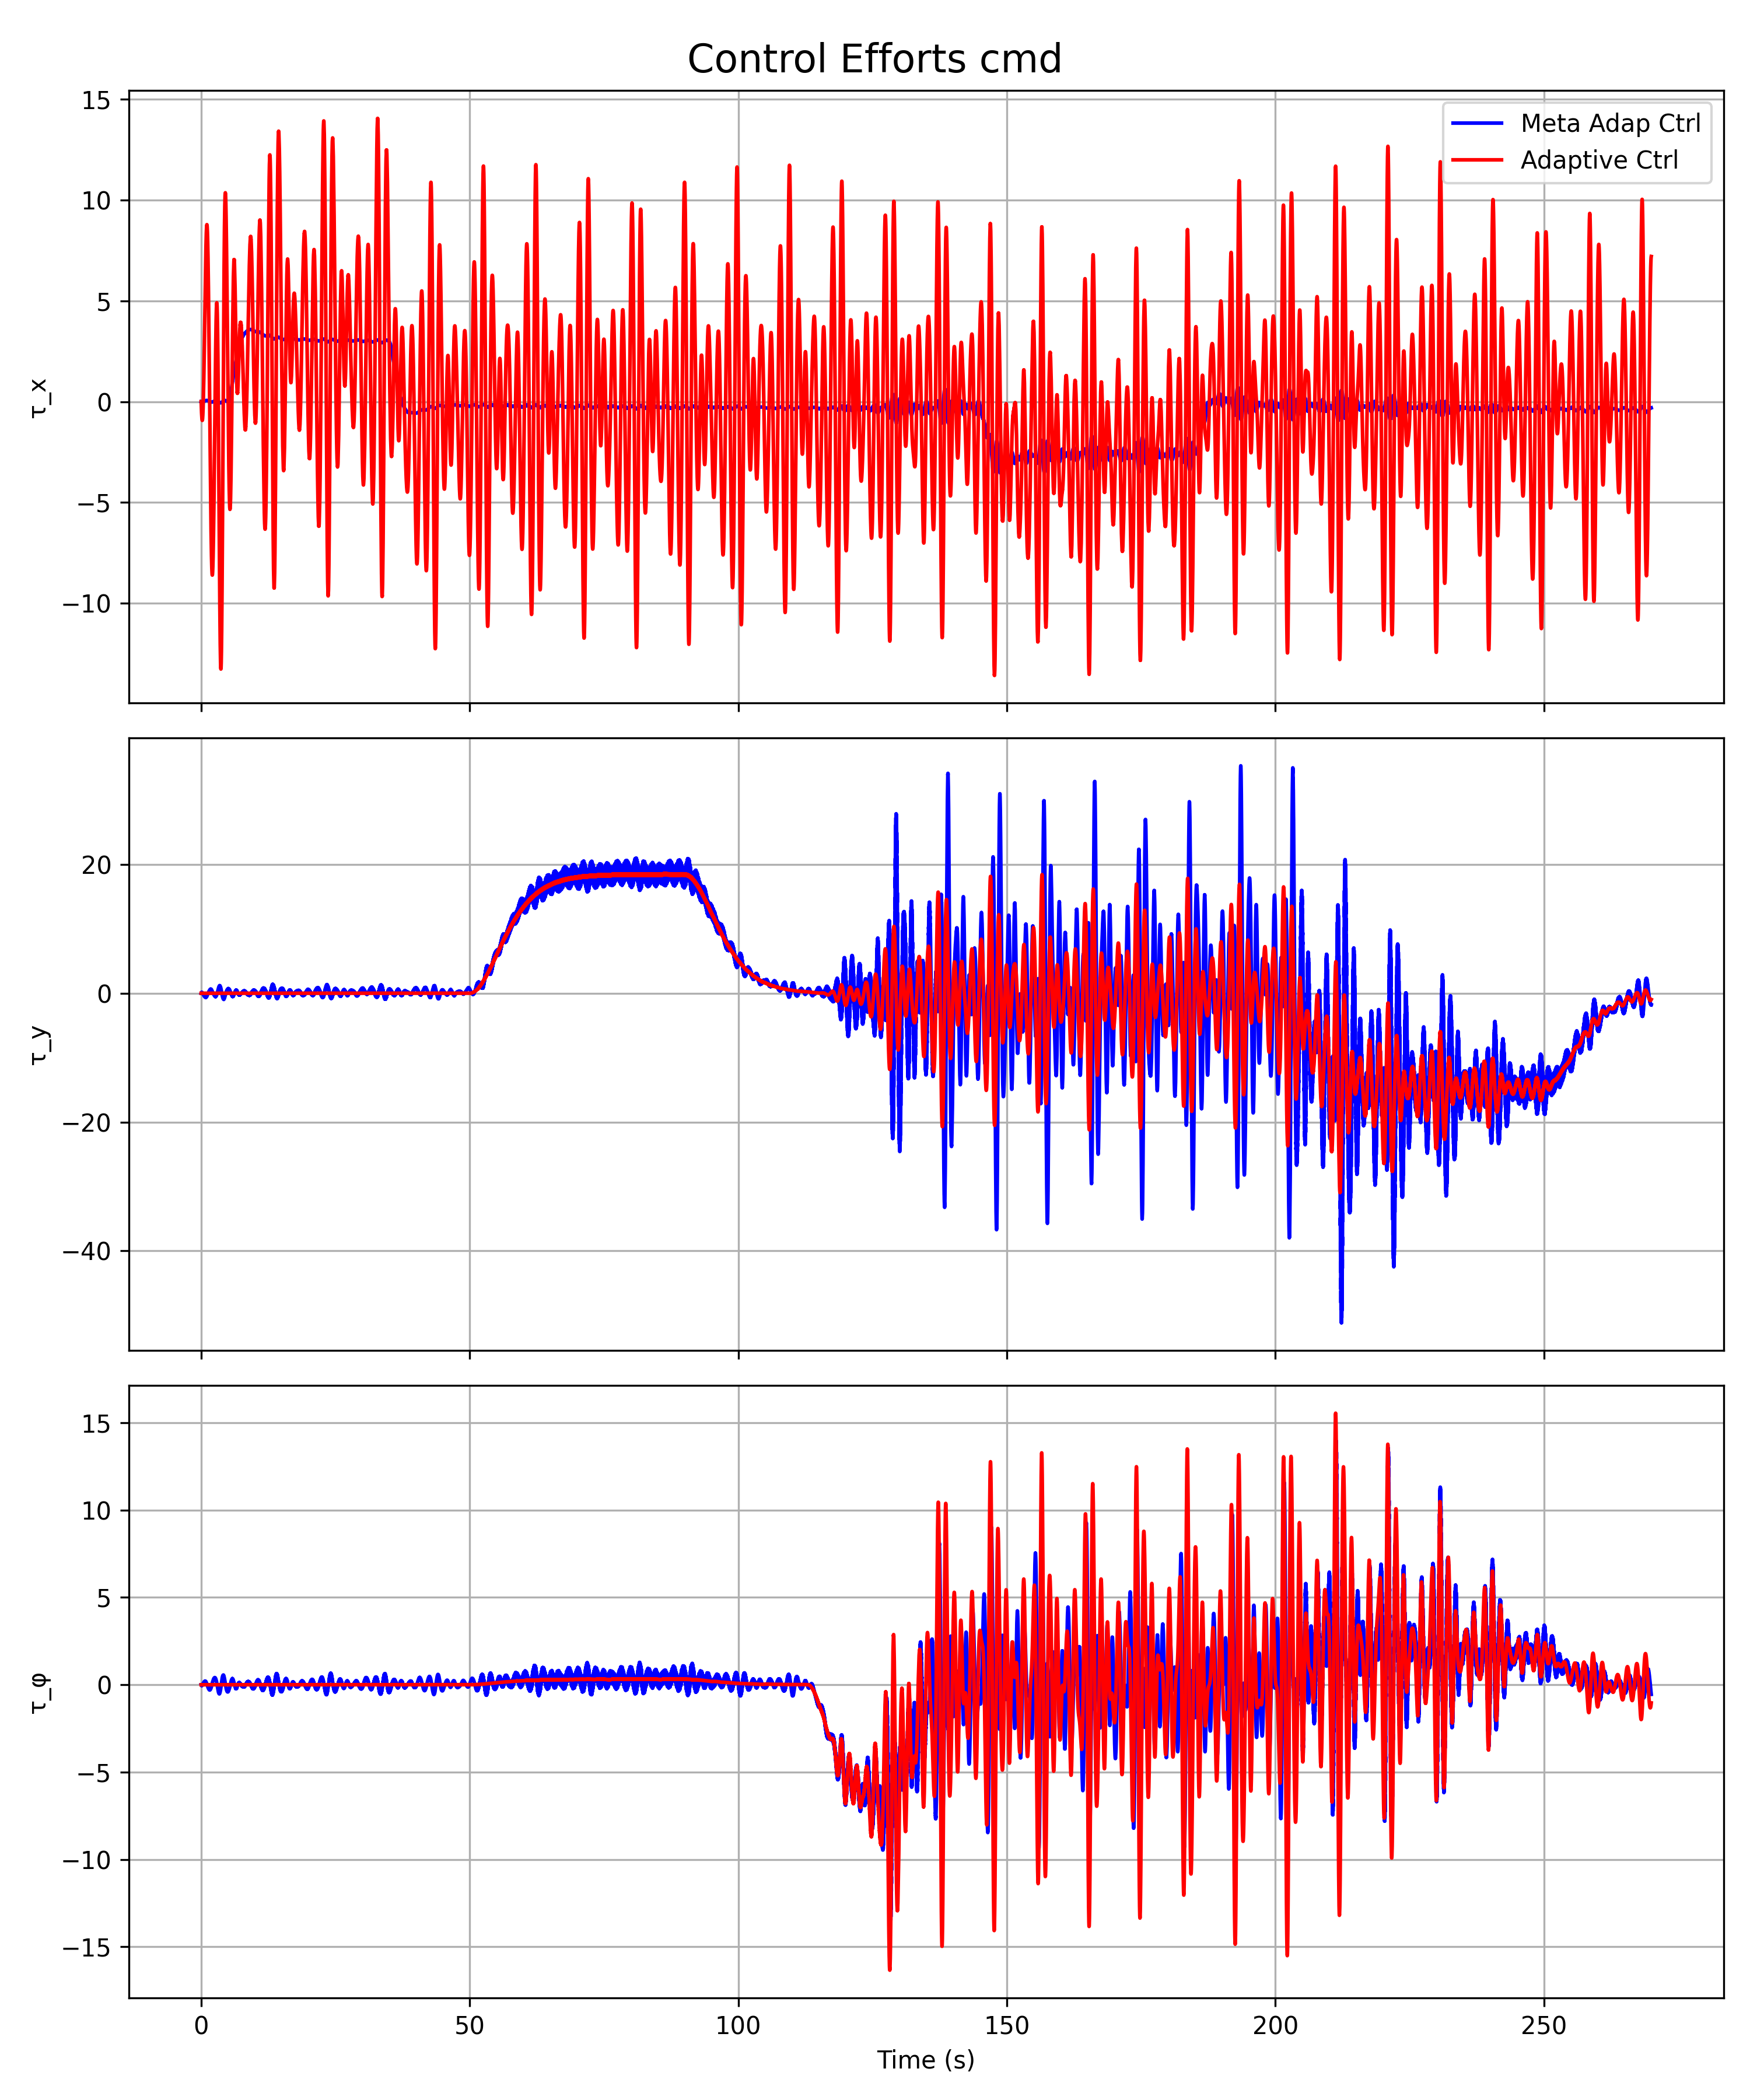 Control Efforts cmd
15
10
5
0
−5
−10
τ_x
Meta Adap Ctrl
Adaptive Ctrl
20
0
−20
−40
τ_y
15
10
5
0
−5
−10
−15
τ_φ
0 50 100 150 200 250
Time (s)